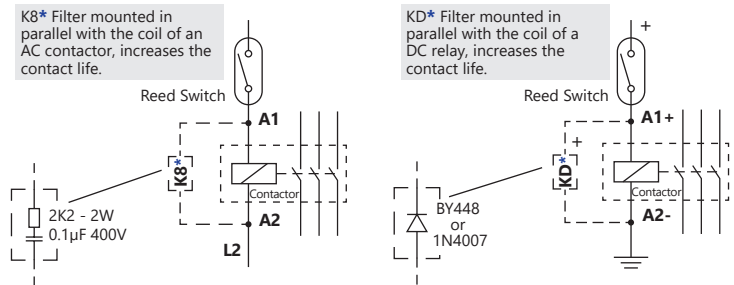 K8* Filter mounted in
parallel with the coil of an
AC contactor, increases the
contact life.
Reed Switch
A1
K8*
Contactor
2K2 - 2W
0.1µF 400V
A2
L2
KD* Filter mounted in
parallel with the coil of a
DC relay, increases the
contact life.
+
Reed Switch
A1+
+
KD*
Contactor
BY448
or
1N4007
A2-